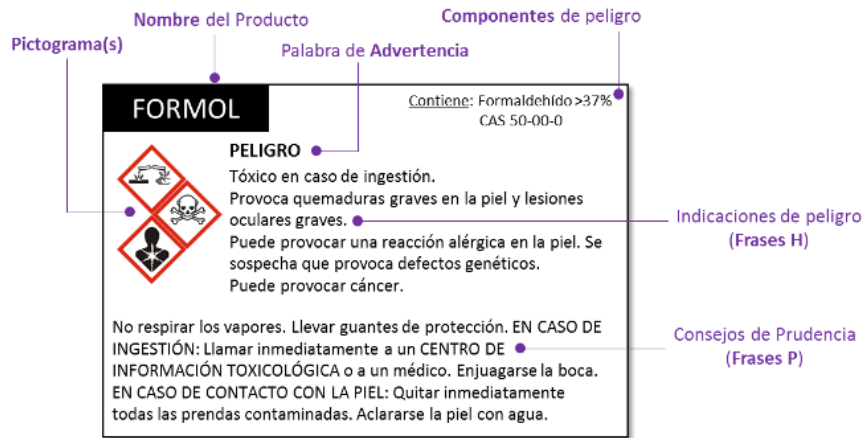 Nombre del Producto
Componentes de peligro
Pictograma(s)
Palabra de Advertencia
FORMOL
Contiene: Formaldehído >37%
CAS 50-00-0
PELIGRO
Tóxico en caso de ingestión.
Provoca quemaduras graves en la piel y lesiones
oculares graves.
Puede provocar una reacción alérgica en la piel. Se
sospecha que provoca defectos genéticos.
Puede provocar cáncer.
Indicaciones de peligro
(Frases H)
No respirar los vapores. Llevar guantes de protección. EN CASO DE
INGESTIÓN: Llamar inmediatamente a un CENTRO DE
INFORMACIÓN TOXICOLÓGICA o a un médico. Enjuagarse la boca.
EN CASO DE CONTACTO CON LA PIEL: Quitar inmediatamente
todas las prendas contaminadas. Aclararse la piel con agua.
Consejos de Prudencia
(Frases P)